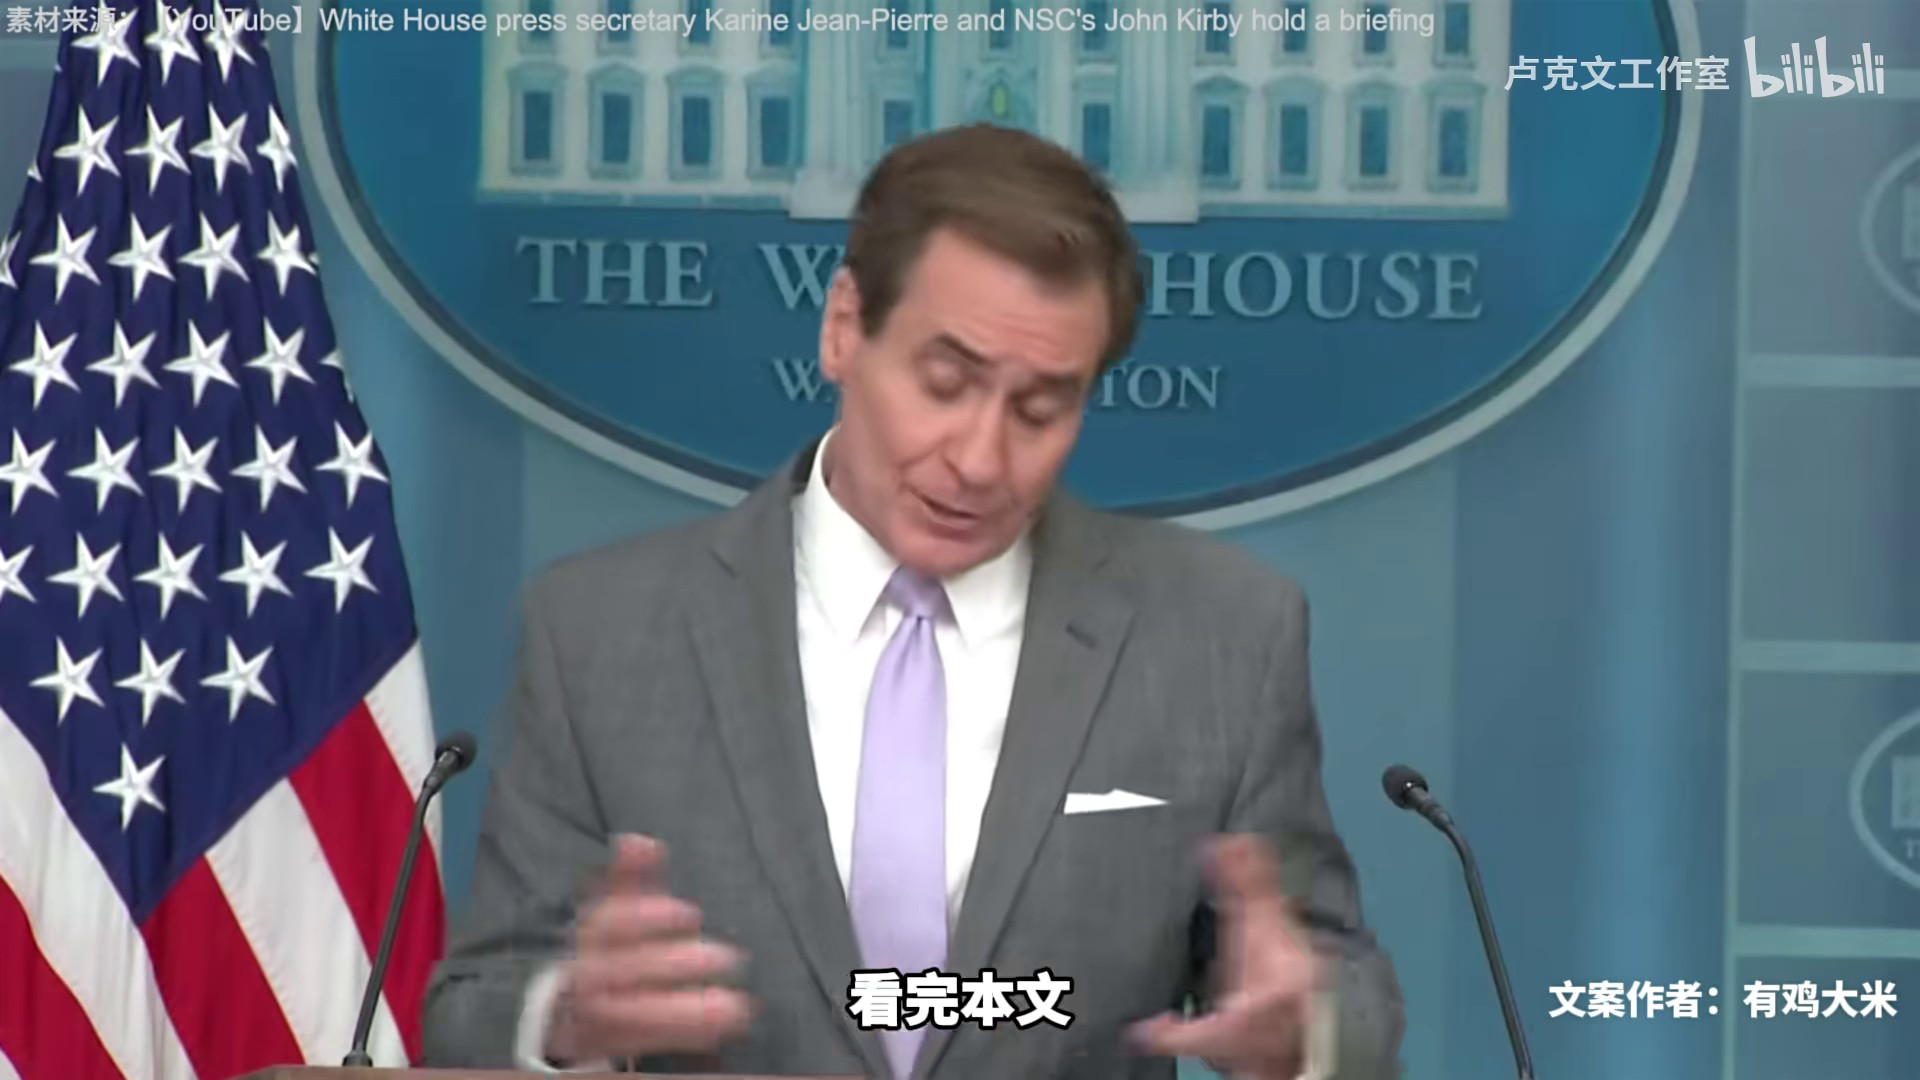 素材来源：【YouTube】White House press secretary Karine Jean-Pierre and NSC's John Kirby hold a briefing
卢克文工作室 bilibili
THE W HOUSE
W TON
看完本文
文案作者：有鸡大米